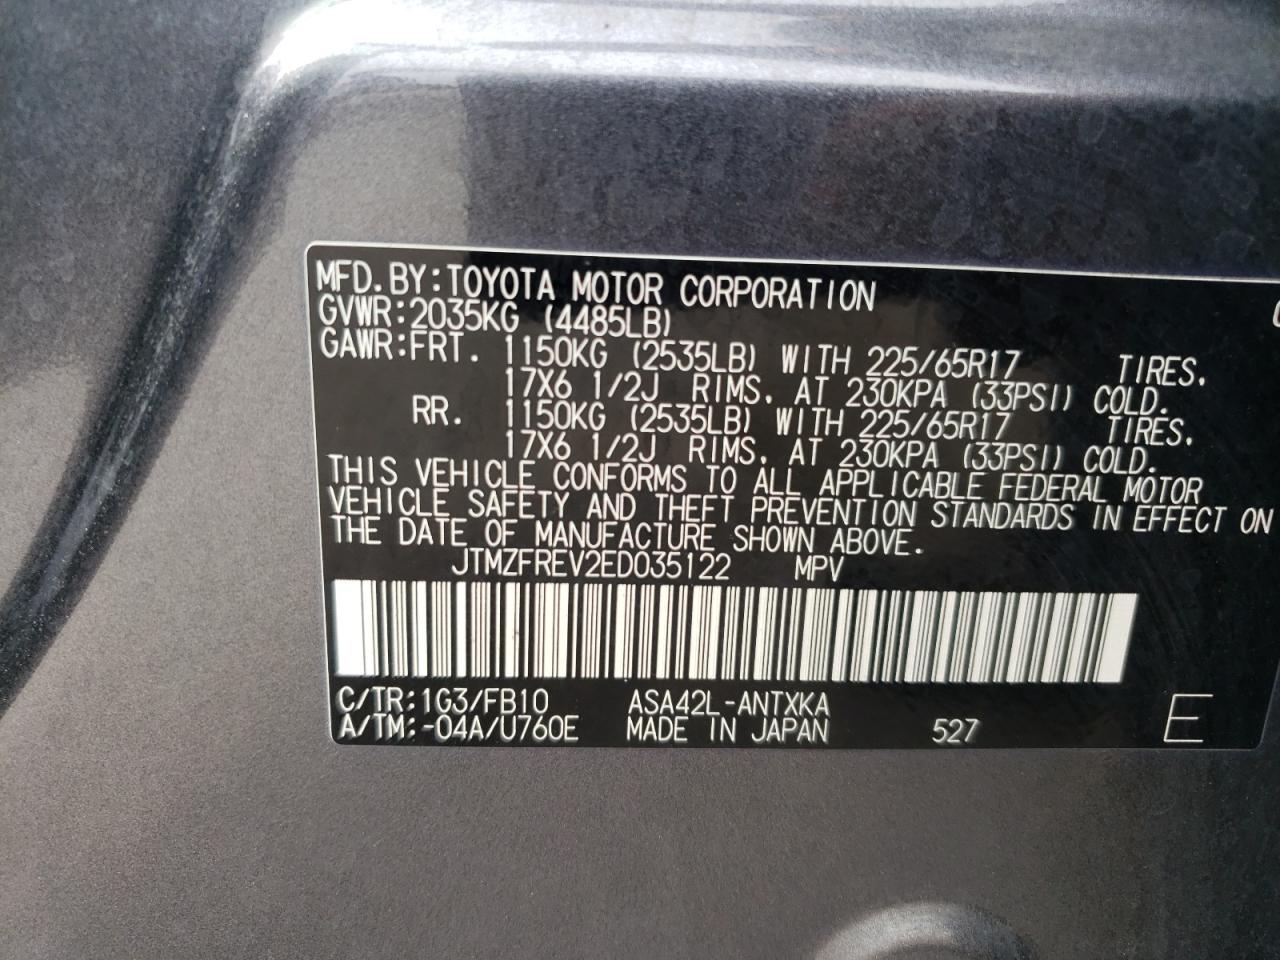 MFD. BY: TOYOTA MOTOR CORPORATION
GVWR: 2035KG (4485LB)
GAWR: FRT. 1150KG (2535LB) WITH 225/65R17 TIRES.
17X6 1/2J RIMS. AT 230KPA (33PSI) COLD.
RR. 1150KG (2535LB) WITH 225/65R17 TIRES.
17X6 1/2J RIMS. AT 230KPA (33PSI) COLD.
THIS VEHICLE CONFORMS TO ALL APPLICABLE FEDERAL MOTOR
VEHICLE SAFETY AND THEFT PREVENTION STANDARDS IN EFFECT ON
THE DATE OF MANUFACTURE SHOWN ABOVE.
JTMZFREV2ED035122 MPV
C/TR: 1G3/FB10 ASA42L-ANTXKA
A/TM: -04A/U760E MADE IN JAPAN 527 E